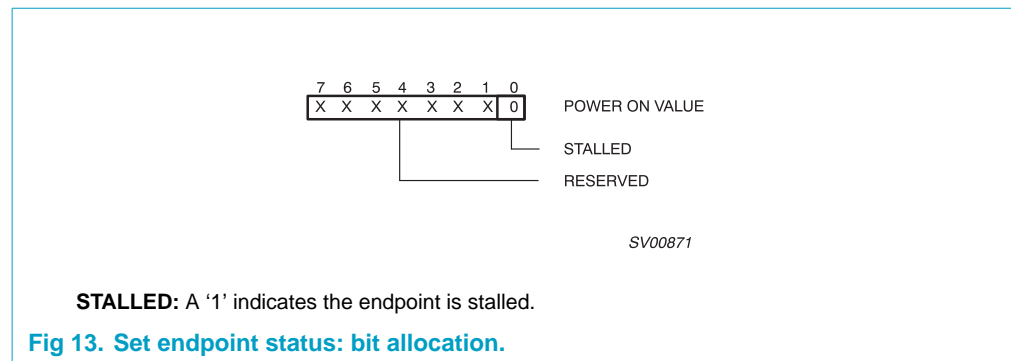 7 6 5 4 3 2 1 0
X X X X X X X 0 POWER ON VALUE
STALLED
RESERVED
SV00871
STALLED: A ‘1’ indicates the endpoint is stalled.
Fig 13. Set endpoint status: bit allocation.